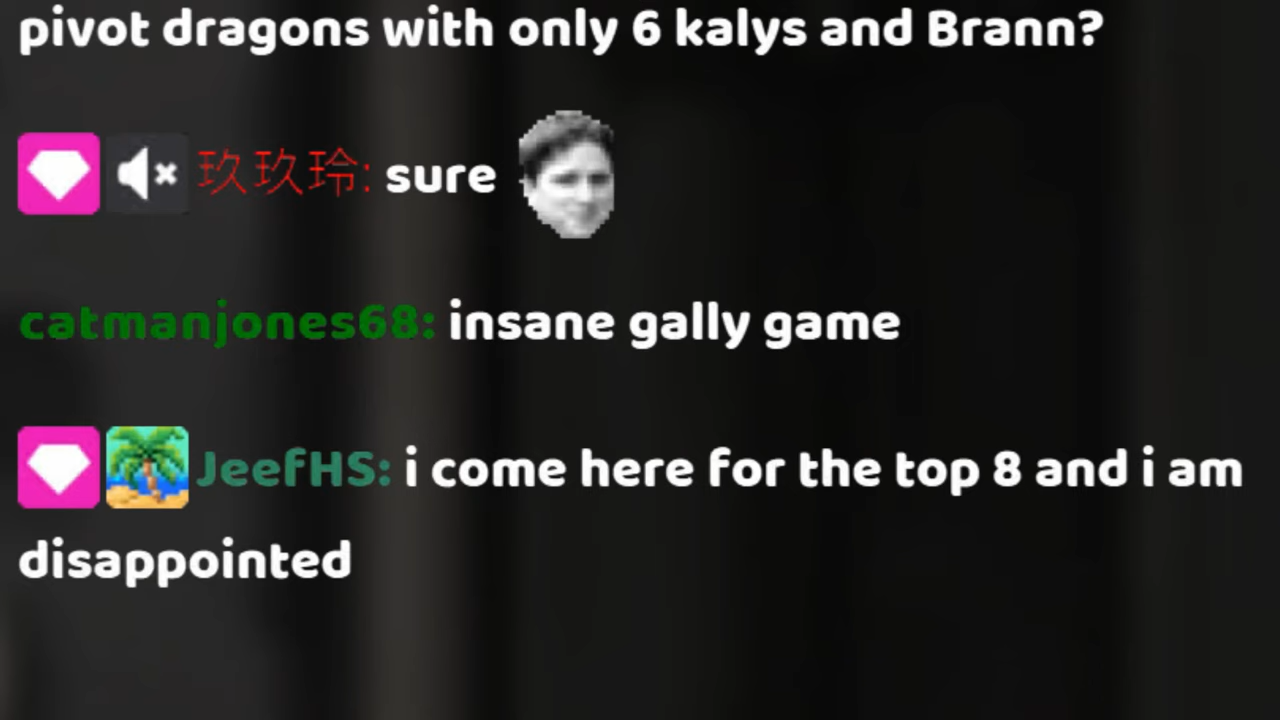 pivot dragons with only 6 kalys and Brann?
玖玖玲: sure
catmanjones68: insane gally game
JeefHS: i come here for the top 8 and i am
disappointed